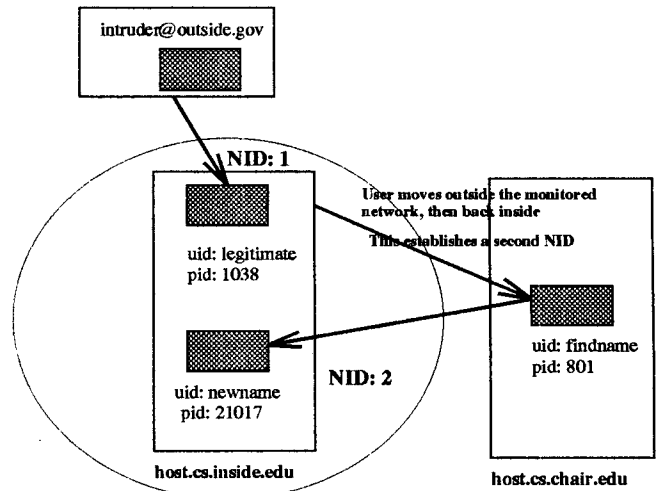 intruder@outside.gov
NID: 1
User moves outside the monitored
network, then back inside
This establishes a second NID
uid: legitimate
pid: 1038
uid: findname
pid: 801
NID: 2
uid: newname
pid: 21017
host.cs.inside.edu
host.cs.chair.edu